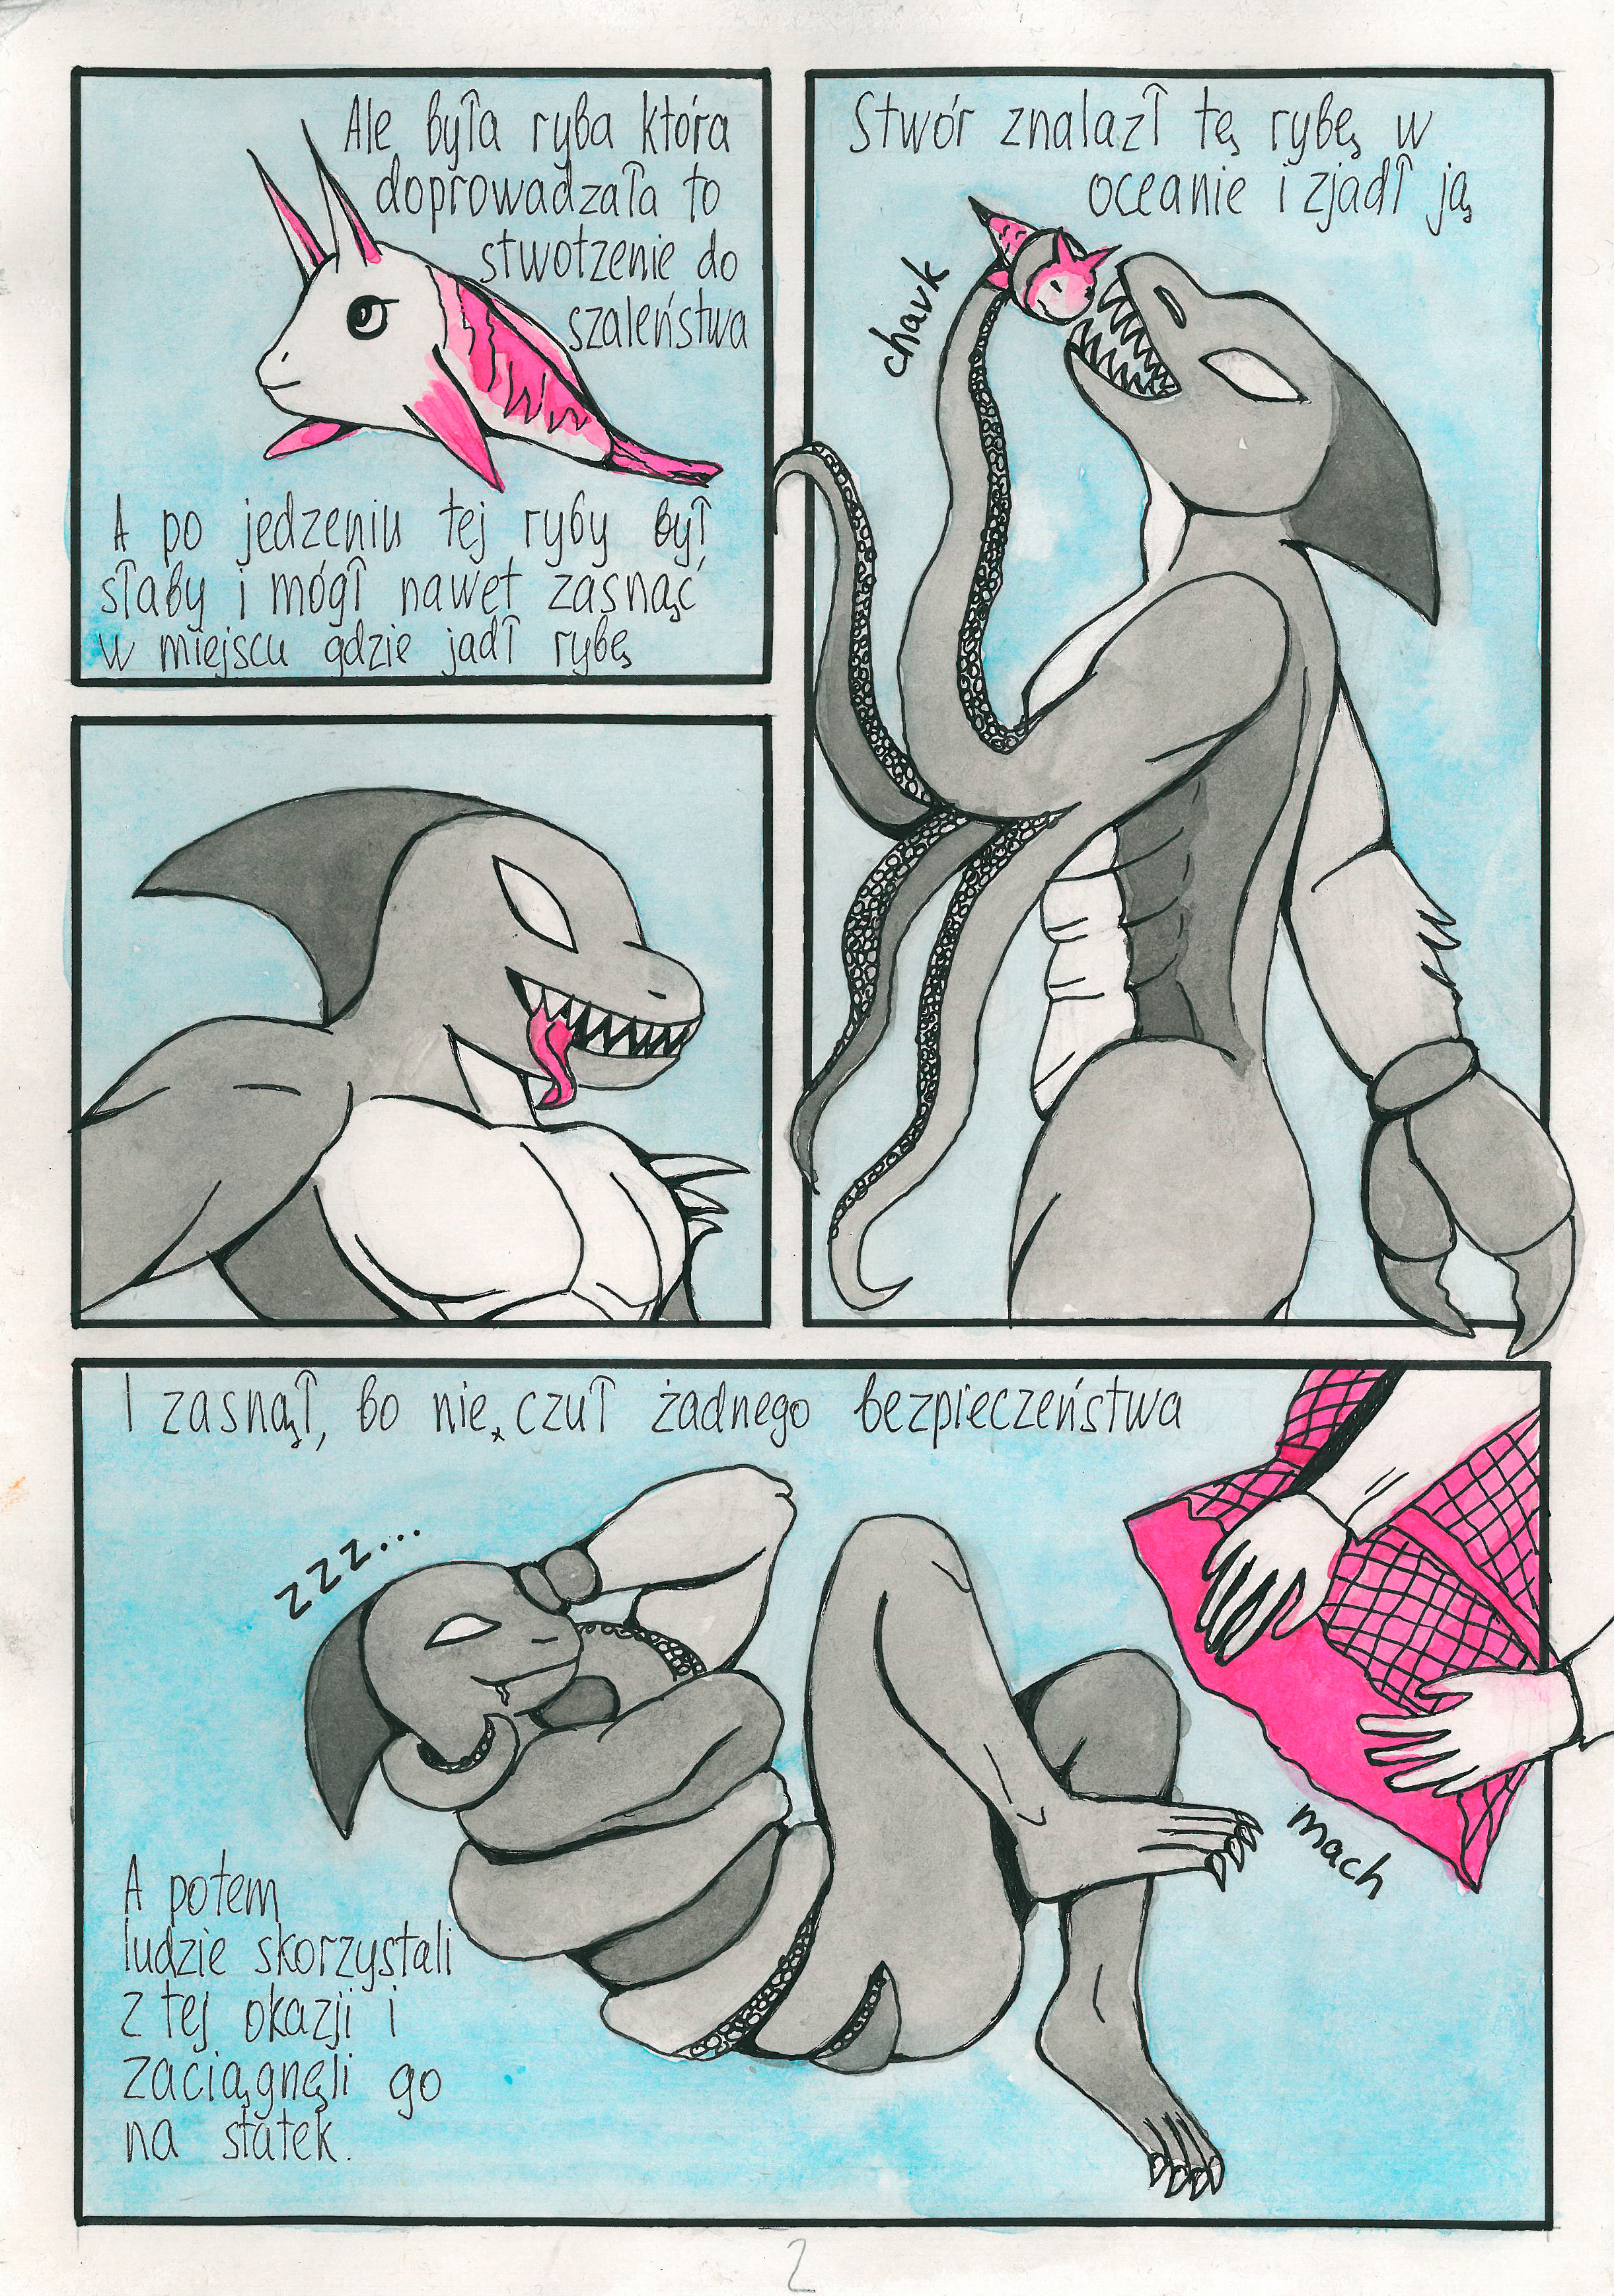 Ale była ryba która
doprowadzała to
stwotzenie do
szaleństwa
A po jedzeniu tej ryby był
słaby i mógł nawet zasnąć
w miejscu gdzie jadł rybę
Stwór znalazł tę rybę w
oceanie i zjadł ją
chavk
I zasnął, bo nie czuł żadnego bezpieczeństwa
zzz...
mach
A potem
ludzie skorzystali
z tej okazji i
zaciągnęli go
na statek.
2